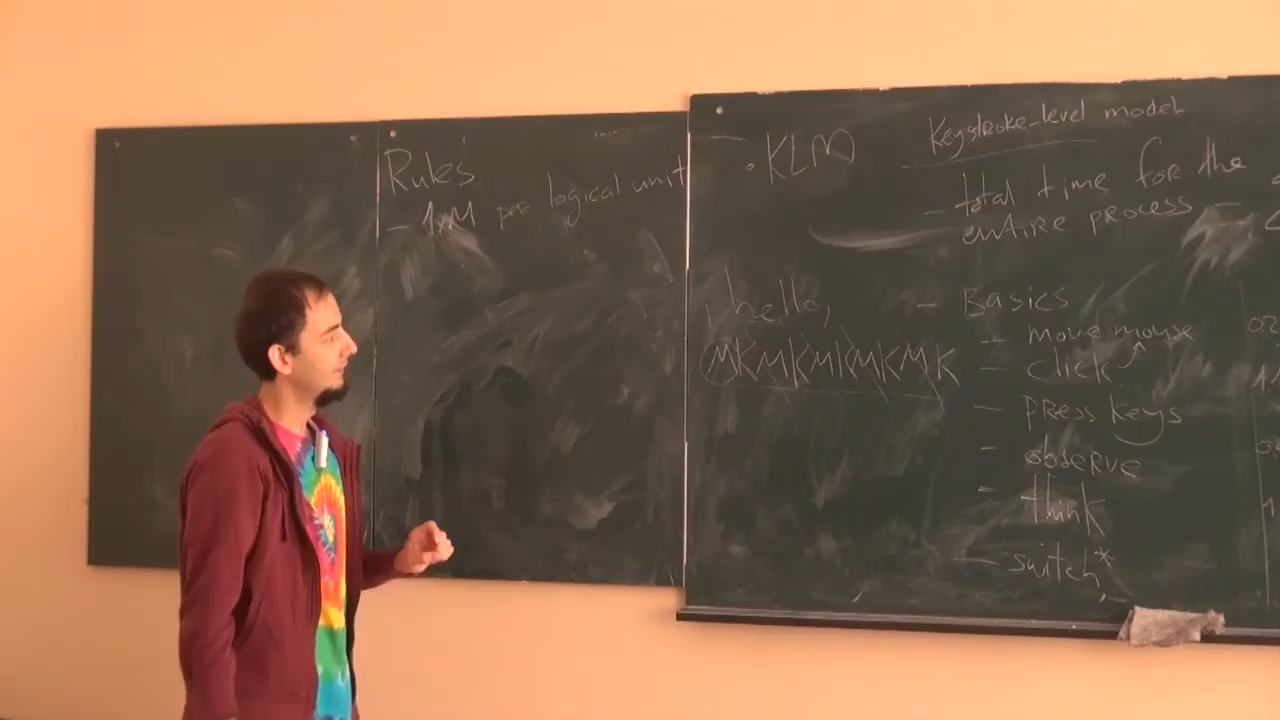 Rules
- 1xM per logical unit
• KLM
Keystroke-level model
- total time for the
entire process -
"hello"
MKMKMKMKMK
- Basics
- move mouse
- click
- press keys
- observe
- think
- switch*